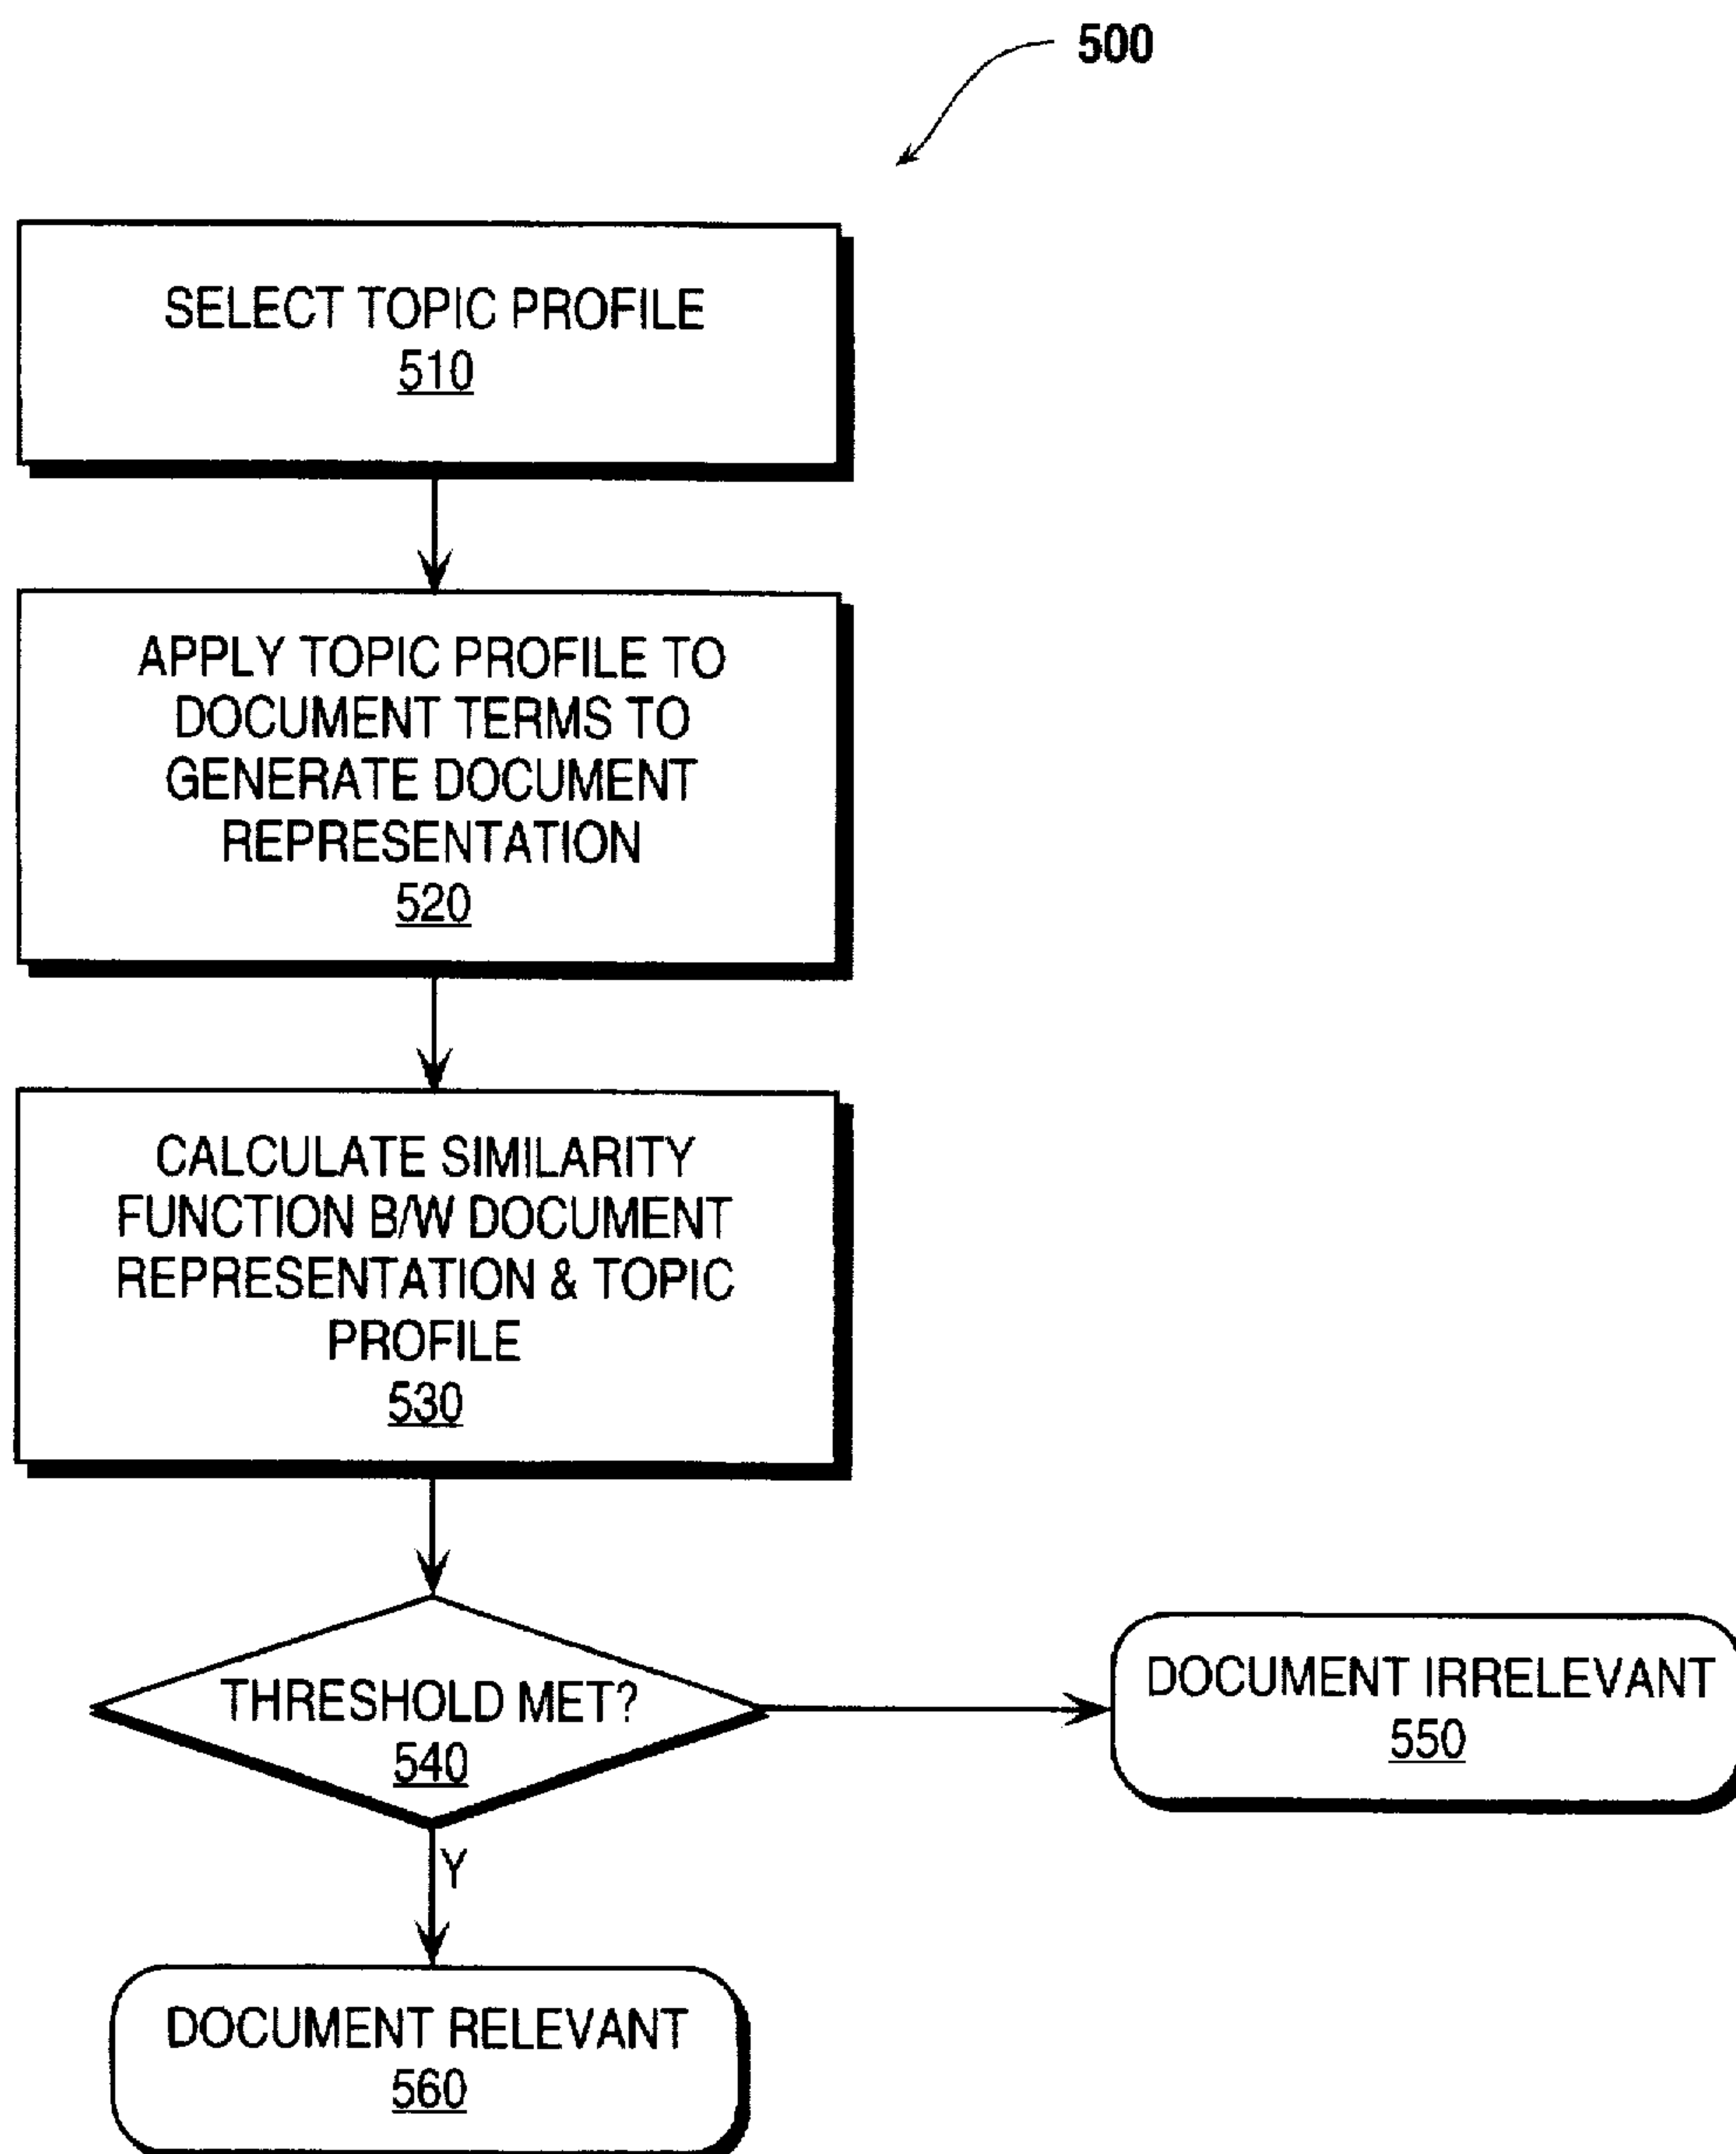 500
SELECT TOPIC PROFILE
510
APPLY TOPIC PROFILE TO
DOCUMENT TERMS TO
GENERATE DOCUMENT
REPRESENTATION
520
CALCULATE SIMILARITY
FUNCTION B/W DOCUMENT
REPRESENTATION & TOPIC
PROFILE
530
THRESHOLD MET?
540
DOCUMENT IRRELEVANT
550
Y
DOCUMENT RELEVANT
560